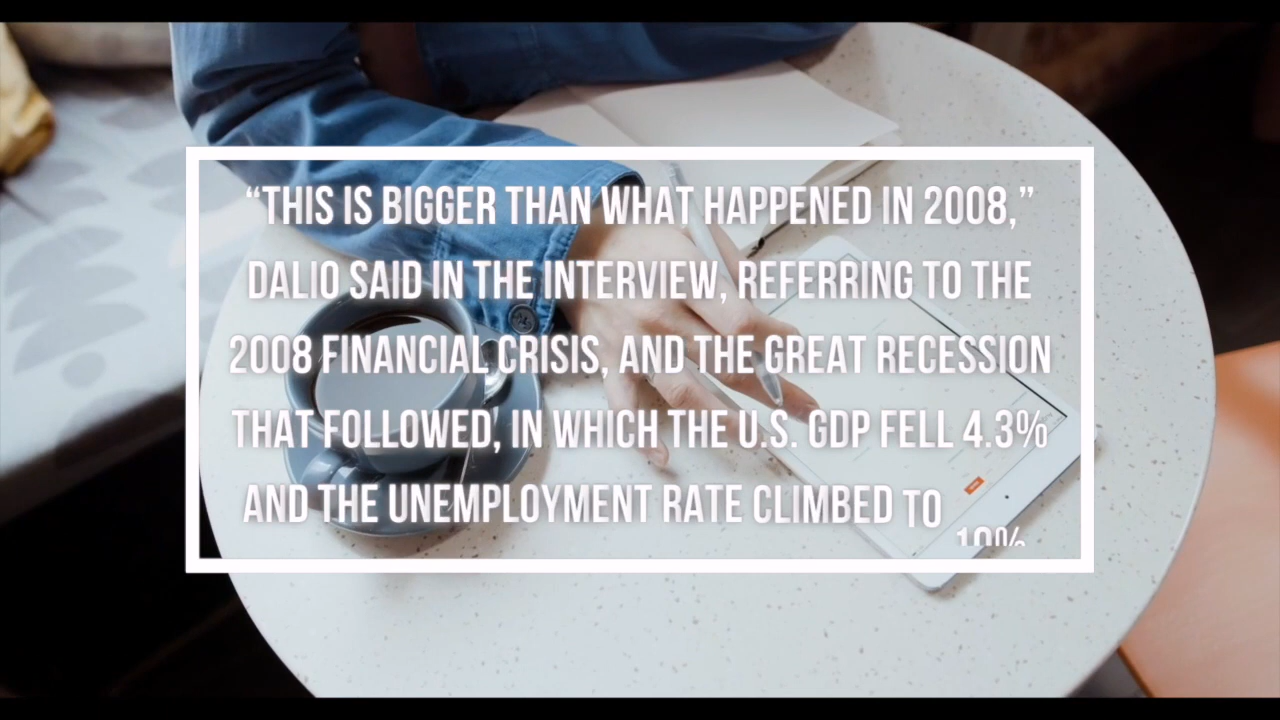 “THIS IS BIGGER THAN WHAT HAPPENED IN 2008,”
DALIO SAID IN THE INTERVIEW, REFERRING TO THE
2008 FINANCIAL CRISIS, AND THE GREAT RECESSION
THAT FOLLOWED, IN WHICH THE U.S. GDP FELL 4.3%
AND THE UNEMPLOYMENT RATE CLIMBED TO 10%